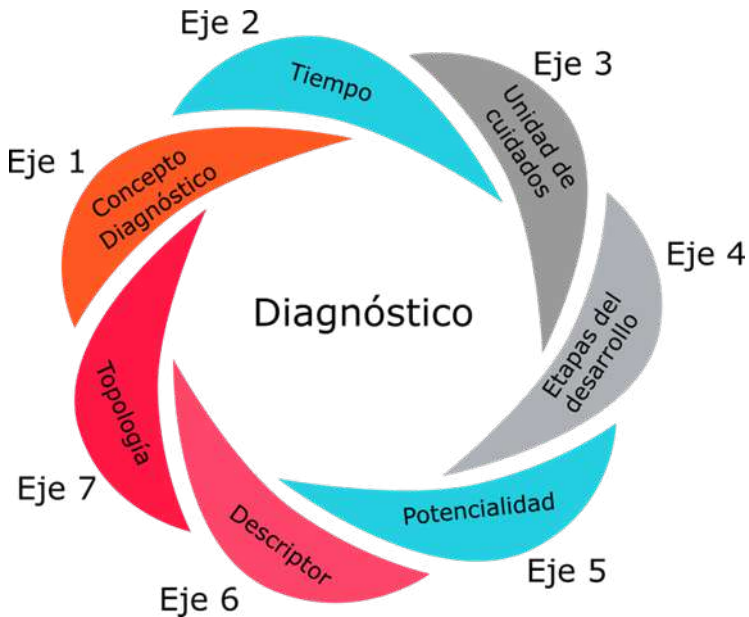 Eje 1
Concepto
Diagnóstico
Eje 2
Tiempo
Eje 3
Unidad de
cuidados
Eje 4
Etapas del
desarrollo
Eje 5
Potencialidad
Eje 6
Descriptor
Eje 7
Topología
Diagnóstico